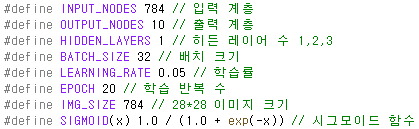 #define INPUT_NODES 784 // 입력 계층
#define OUTPUT_NODES 10 // 출력 계층
#define HIDDEN_LAYERS 1 // 히든 레이어 수 1,2,3
#define BATCH_SIZE 32 // 배치 크기
#define LEARNING_RATE 0.05 // 학습률
#define EPOCH 20 // 학습 반복 수
#define IMG_SIZE 784 // 28*28 이미지 크기
#define SIGMOID(x) 1.0 / (1.0 + exp(-x)) // 시그모이드 함수